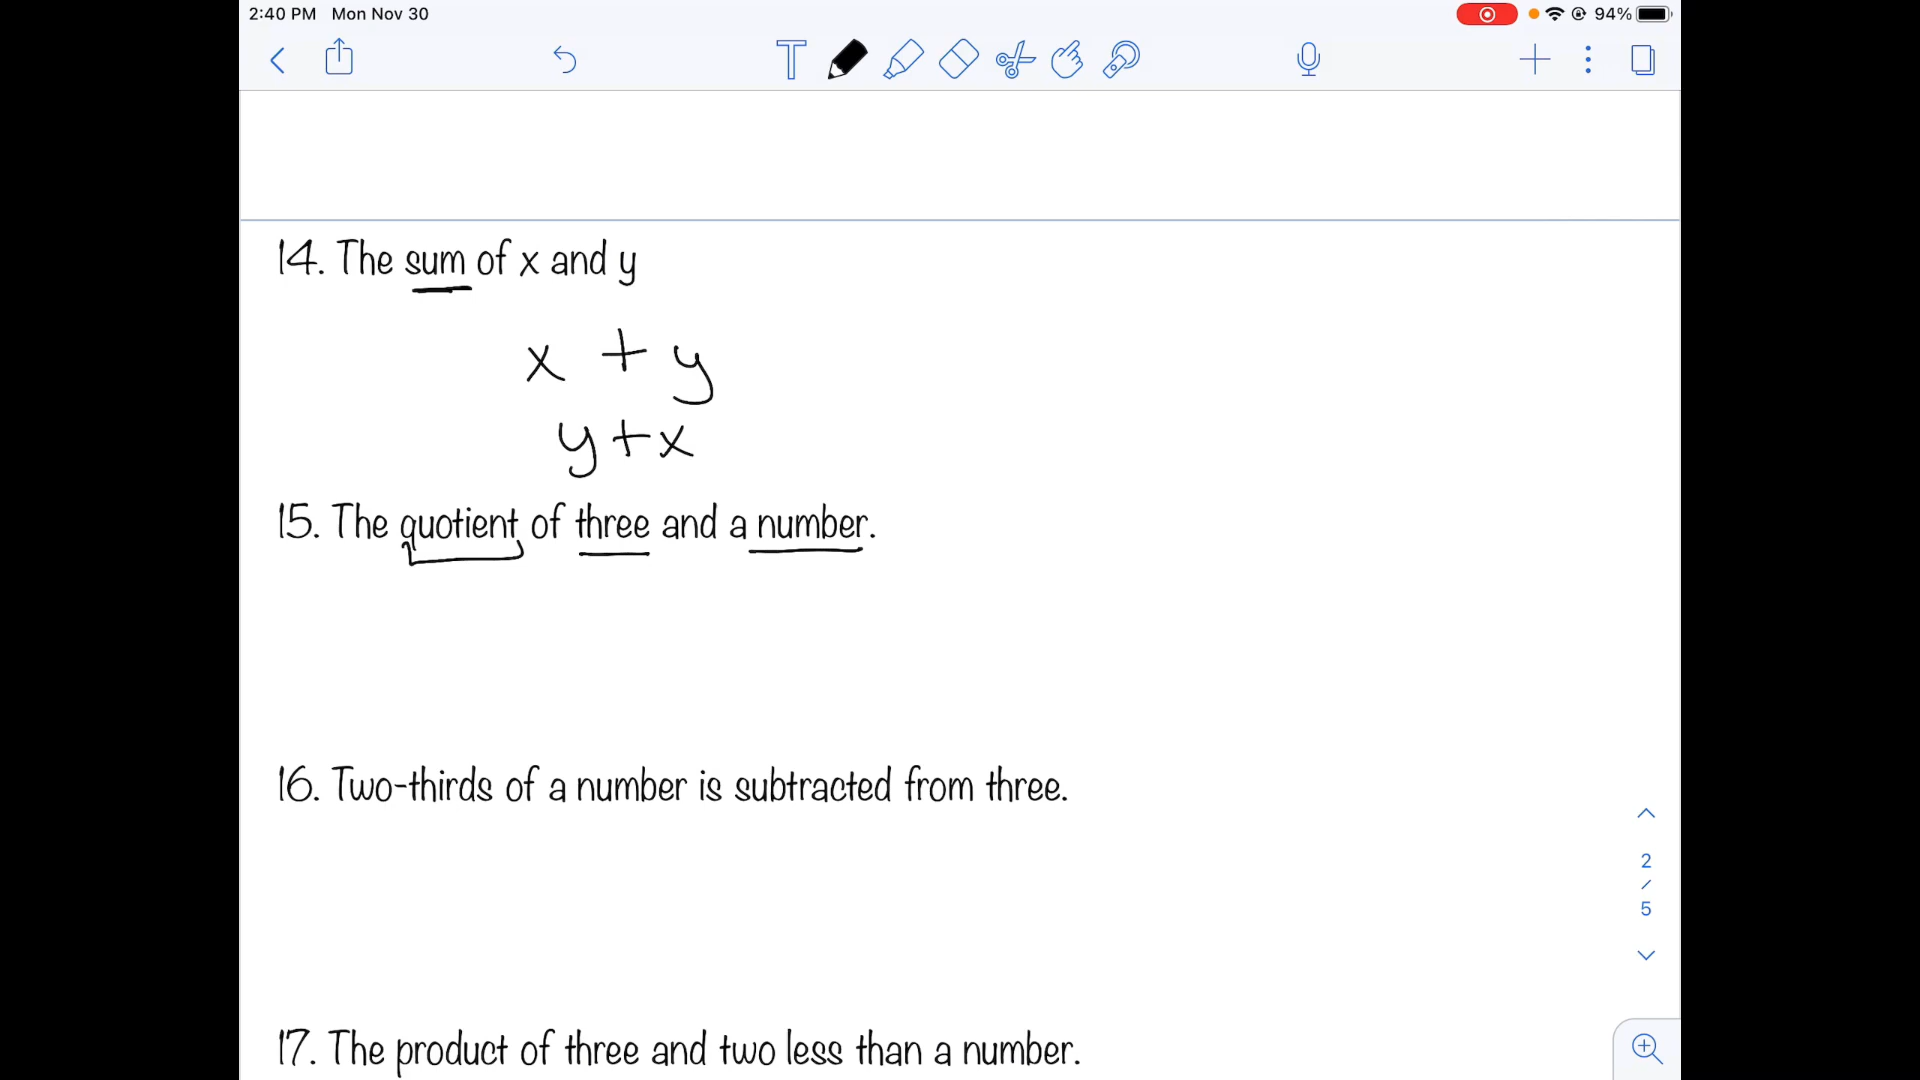 2:40 PM Mon Nov 30 94%
T
14. The sum of x and y
x + y
y + x
15. The quotient of three and a number.
16. Two-thirds of a number is subtracted from three.
2
/
5
17. The product of three and two less than a number.